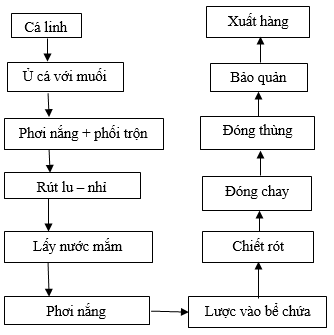 Cá linh
Ủ cá với muối
Phơi nắng + phối trộn
Rút lu – nhỉ
Lấy nước mắm
Phơi nắng
Lược vào bể chứa
Chiết rót
Đóng chay
Đóng thùng
Bảo quản
Xuất hàng